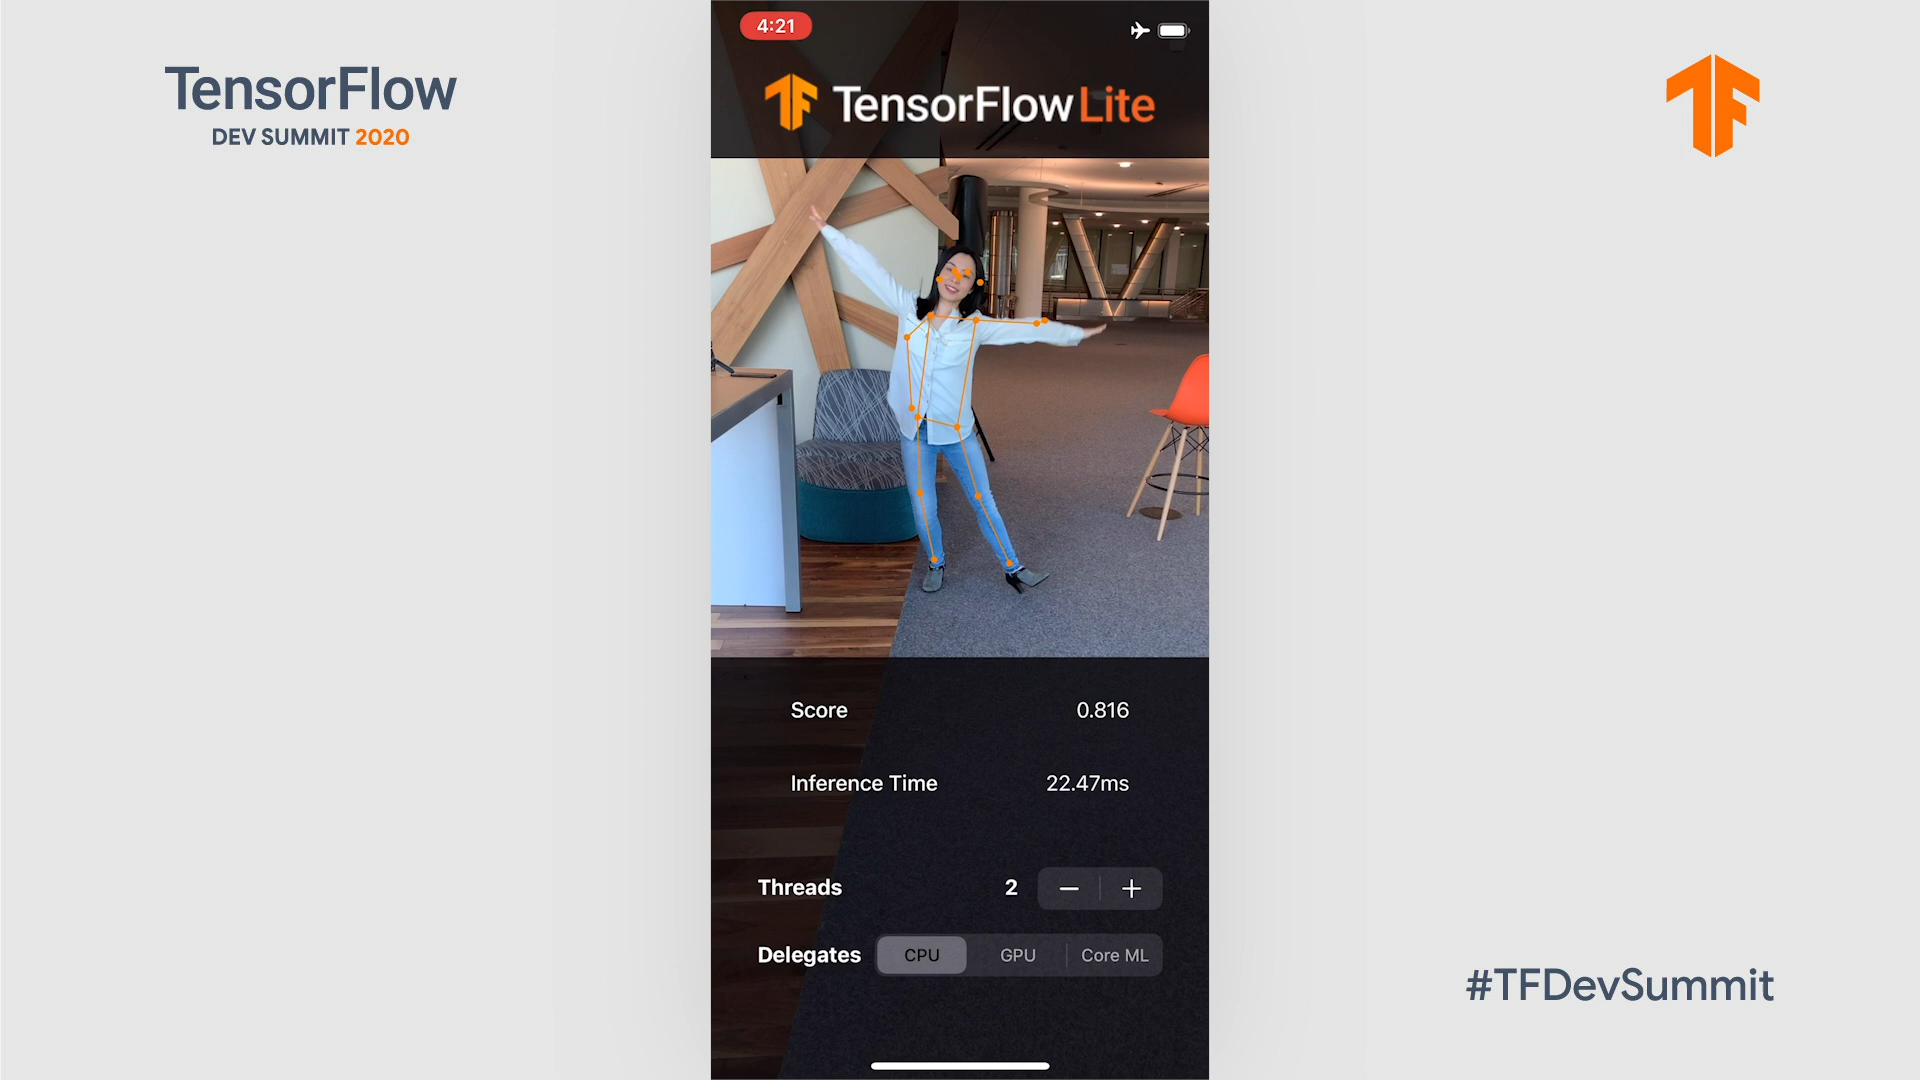 TensorFlow
DEV SUMMIT 2020
4:21
TensorFlow Lite
Score 0.816
Inference Time 22.47ms
Threads 2 − +
Delegates CPU GPU Core ML
#TFDevSummit